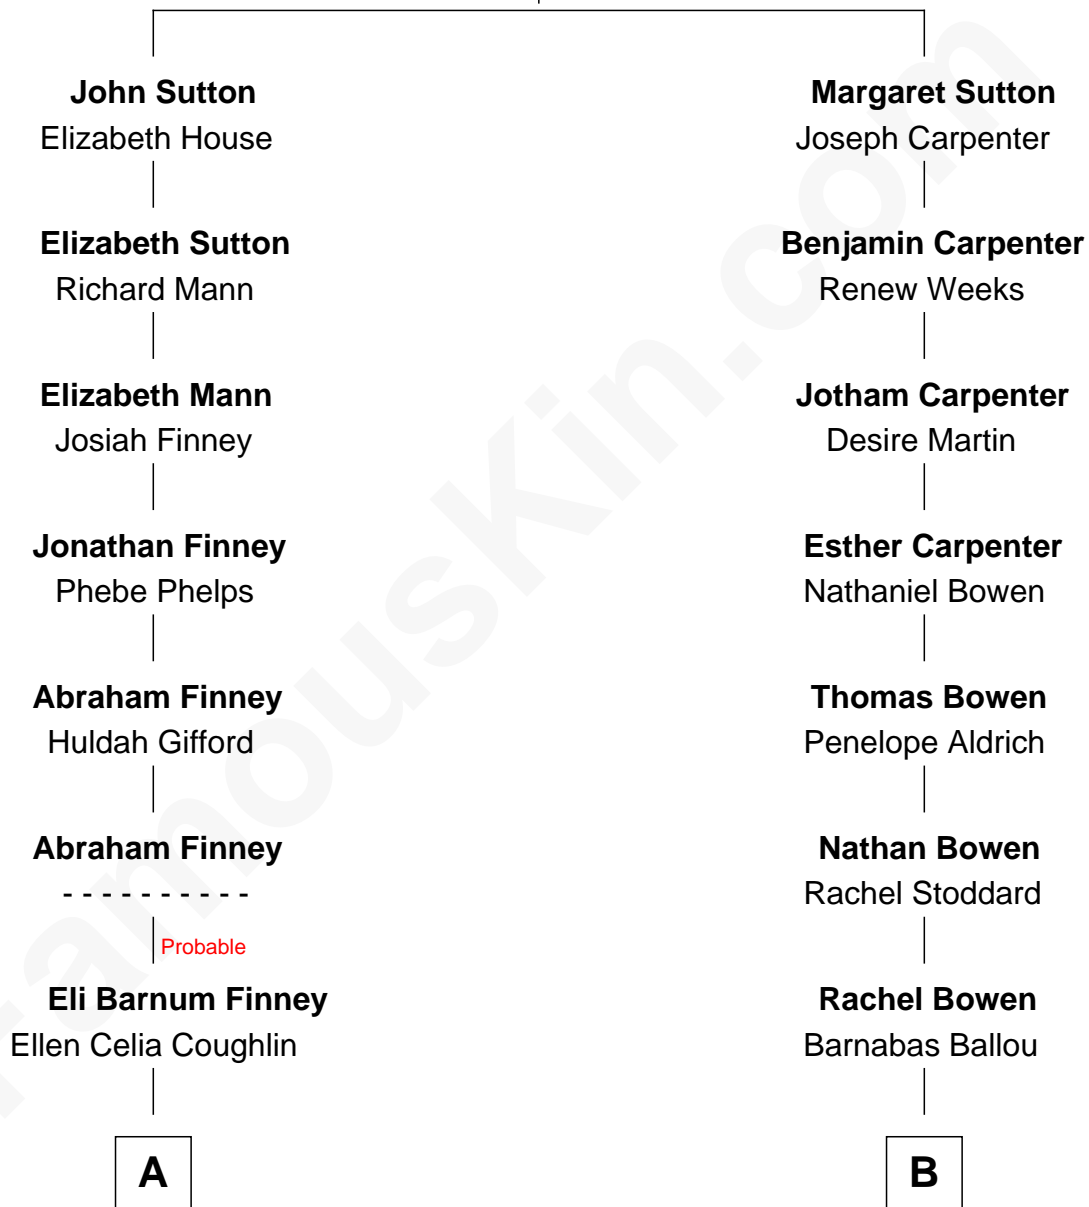 John Sutton
Elizabeth House
Elizabeth Sutton
Richard Mann
Elizabeth Mann
Josiah Finney
Jonathan Finney
Phebe Phelps
Abraham Finney
Huldah Gifford
Abraham Finney
- - - - - - - - - -
Probable
Eli Barnum Finney
Ellen Celia Coughlin
A
Margaret Sutton
Joseph Carpenter
Benjamin Carpenter
Renew Weeks
Jotham Carpenter
Desire Martin
Esther Carpenter
Nathaniel Bowen
Thomas Bowen
Penelope Aldrich
Nathan Bowen
Rachel Stoddard
Rachel Bowen
Barnabas Ballou
B
FamousKin.com